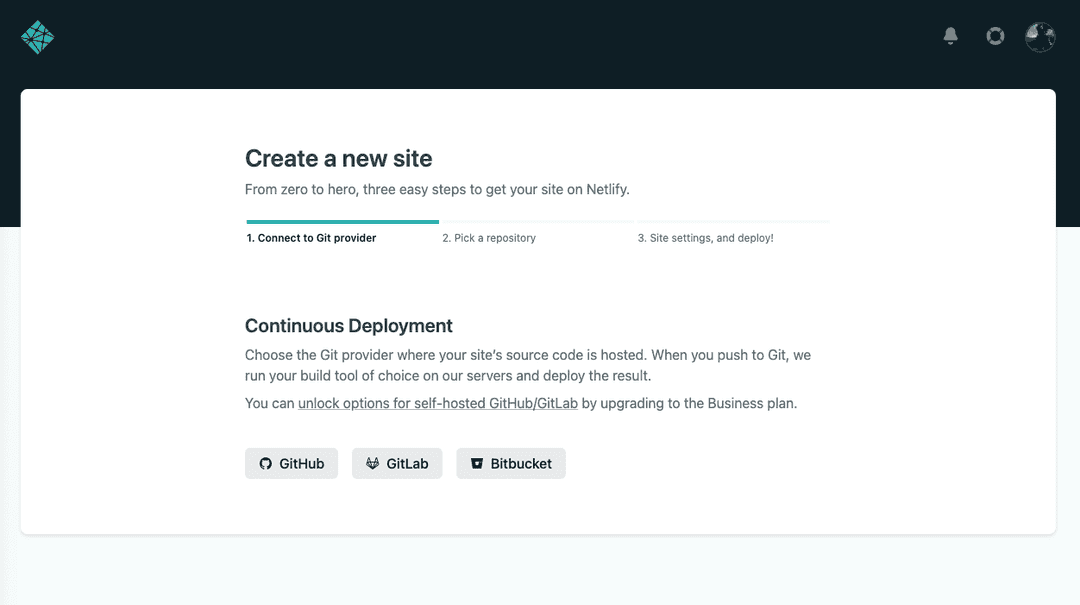 Create a new site
From zero to hero, three easy steps to get your site on Netlify.
1. Connect to Git provider
2. Pick a repository
3. Site settings, and deploy!
Continuous Deployment
Choose the Git provider where your site’s source code is hosted. When you push to Git, we
run your build tool of choice on our servers and deploy the result.
You can unlock options for self-hosted GitHub/GitLab by upgrading to the Business plan.
GitHub
GitLab
Bitbucket